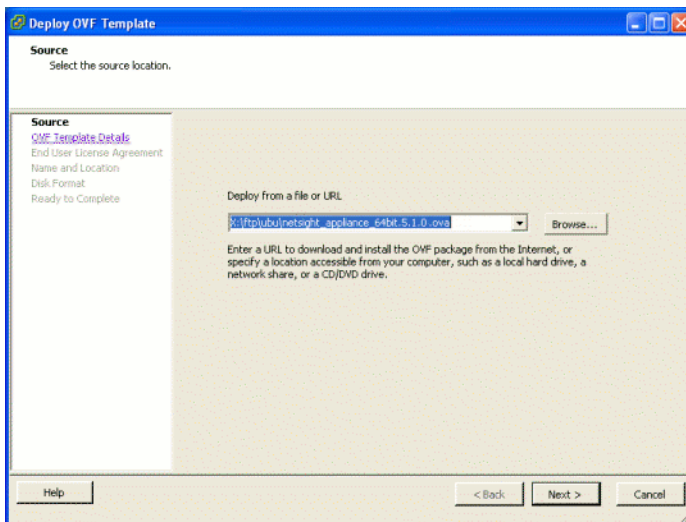 Deploy OVF Template
Source
Select the source location.
Source
OVF Template Details
End User License Agreement
Name and Location
Disk Format
Ready to Complete
Deploy from a file or URL
X:\ftp\ubu\netsight_appliance_64bit.5.1.0.ova
Browse...
Enter a URL to download and install the OVF package from the Internet, or
specify a location accessible from your computer, such as a local hard drive, a
network share, or a CD/DVD drive.
Help
< Back
Next >
Cancel